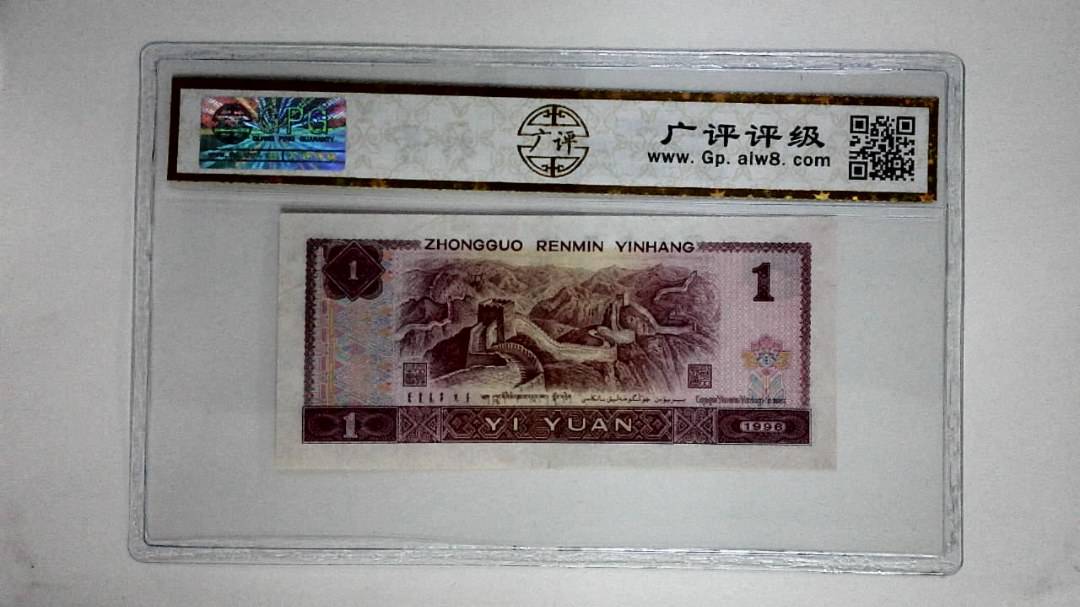 GPG
广评
广评评级
www. Gp. alw8. com
ZHONGGUO RENMIN YINHANG
1
1
1
YI YUAN
1996